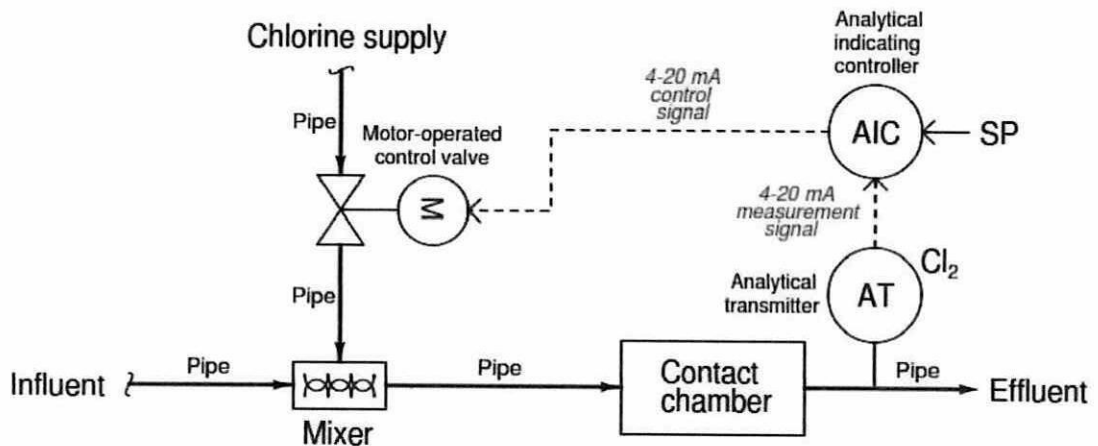 Chlorine supply
Pipe
Motor-operated
control valve
M
4-20 mA
control
signal
Analytical
indicating
controller
AIC
SP
4-20 mA
measurement
signal
Pipe
Analytical
transmitter
AT
Cl₂
Influent
Pipe
Mixer
Pipe
Contact
chamber
Pipe
Effluent